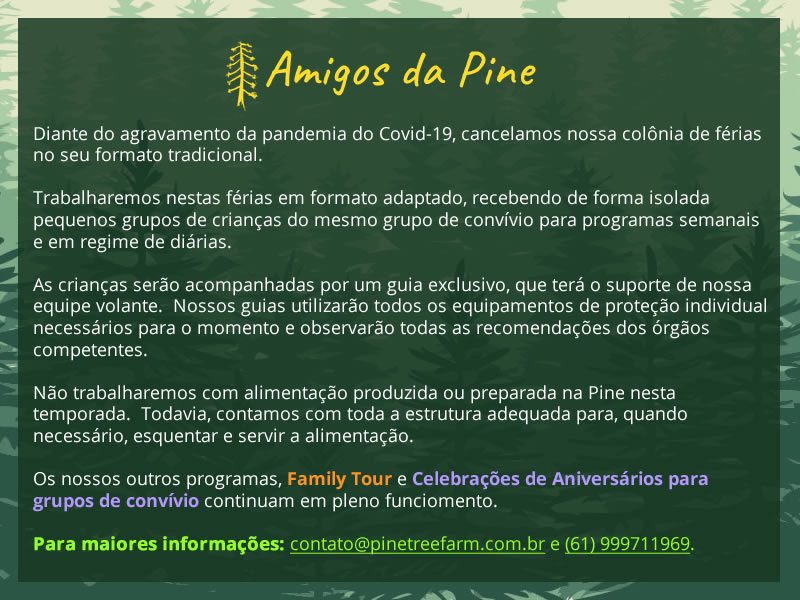 Amigos da Pine
Diante do agravamento da pandemia do Covid-19, cancelamos nossa colônia de férias
no seu formato tradicional.
Trabalharemos nestas férias em formato adaptado, recebendo de forma isolada
pequenos grupos de crianças do mesmo grupo de convívio para programas semanais
e em regime de diárias.
As crianças serão acompanhadas por um guia exclusivo, que terá o suporte de nossa
equipe volante.  Nossos guias utilizarão todos os equipamentos de proteção individual
necessários para o momento e observarão todas as recomendações dos órgãos
competentes.
Não trabalharemos com alimentação produzida ou preparada na Pine nesta
temporada.  Todavia, contamos com toda a estrutura adequada para, quando
necessário, esquentar e servir a alimentação.
Os nossos outros programas, Family Tour e Celebrações de Aniversários para
grupos de convívio continuam em pleno funciomento.
Para maiores informações: contato@pinetreefarm.com.br e (61) 999711969.